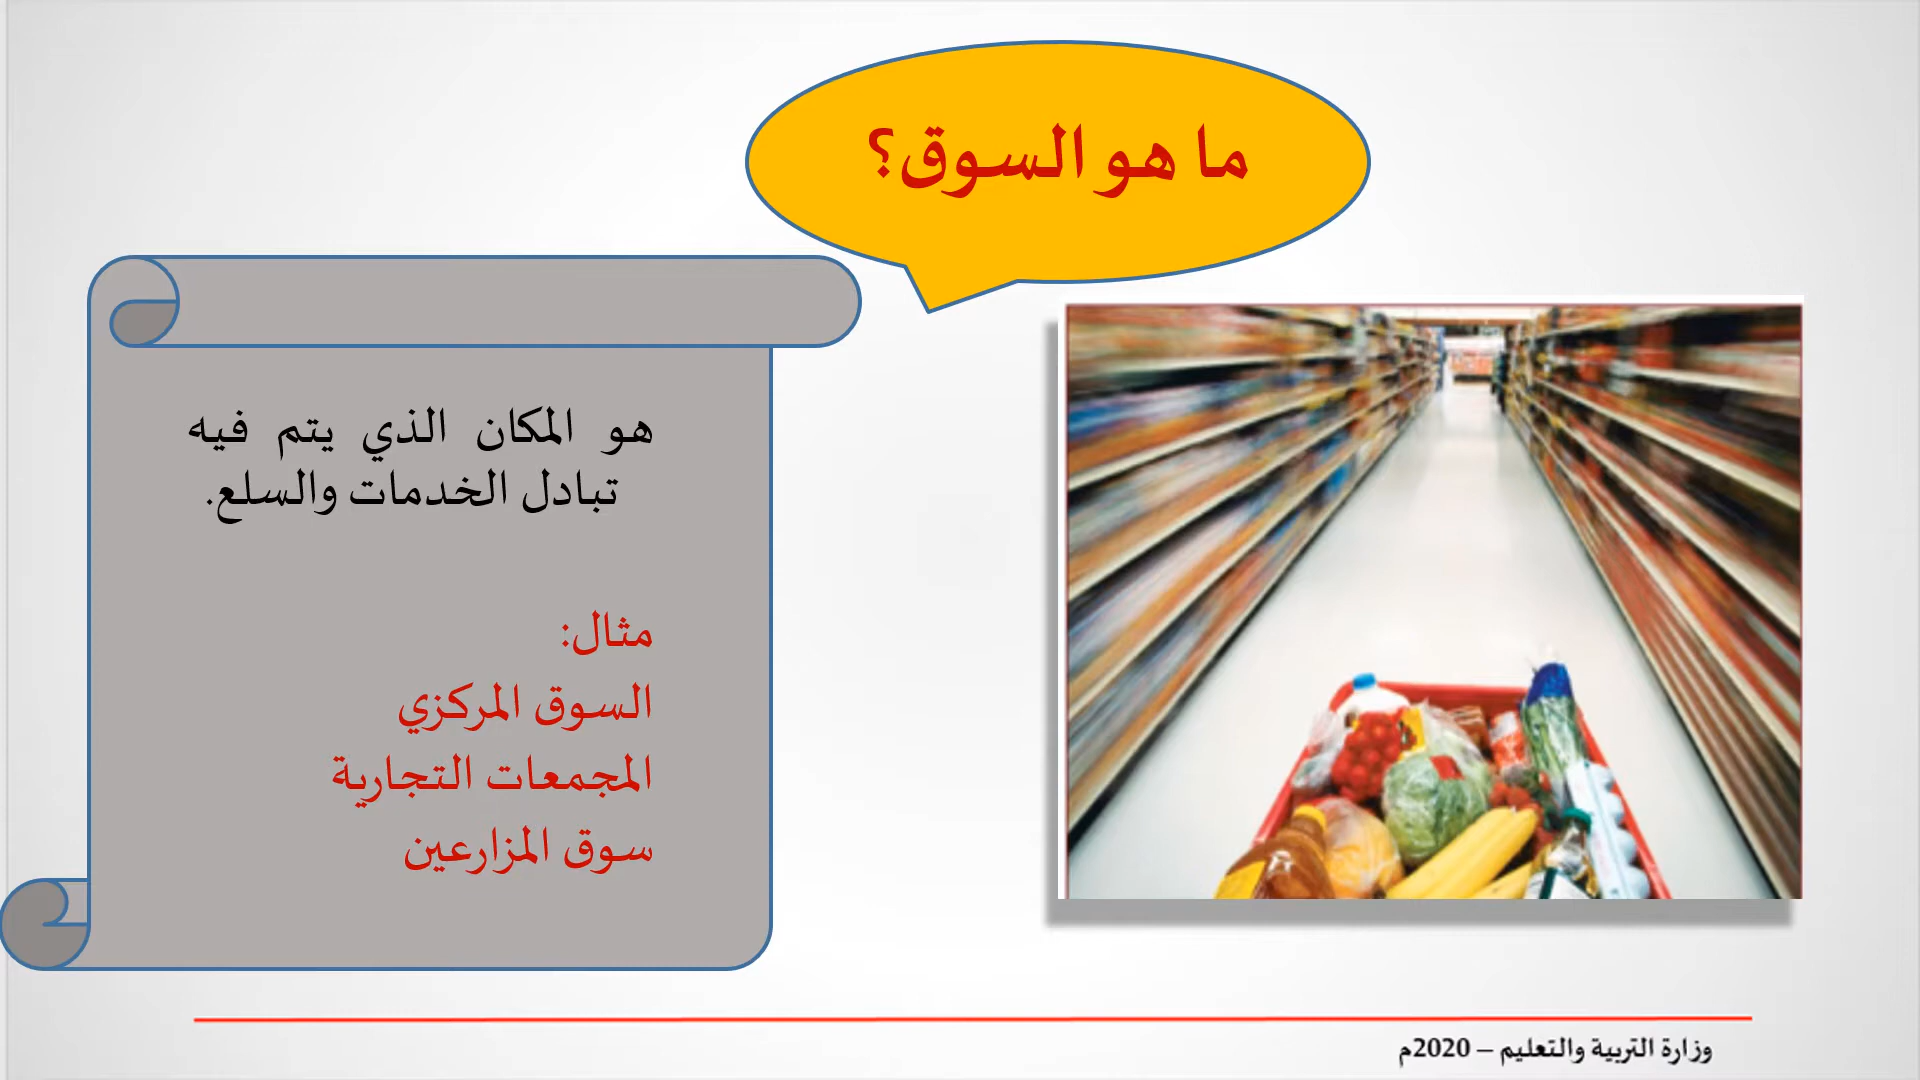 ما هو السوق؟
هو المكان الذي يتم فيه
تبادل الخدمات والسلع.
مثال:
السوق المركزي
المجمعات التجارية
سوق المزارعين
وزارة التربية والتعليم – 2020م